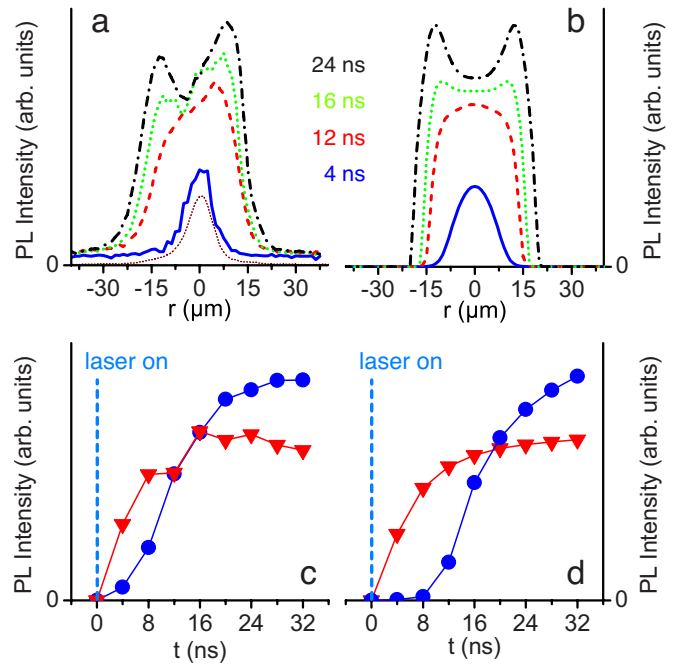 a
b
PL Intensity (arb. units)
24 ns
16 ns
12 ns
4 ns
PL Intensity (arb. units)
0
0
-30 -15 0 15 30
-30 -15 0 15 30
r (μm)
r (μm)
laser on
laser on
PL Intensity (arb. units)
PL Intensity (arb. units)
c
d
0
0
0 8 16 24 32
0 8 16 24 32
t (ns)
t (ns)